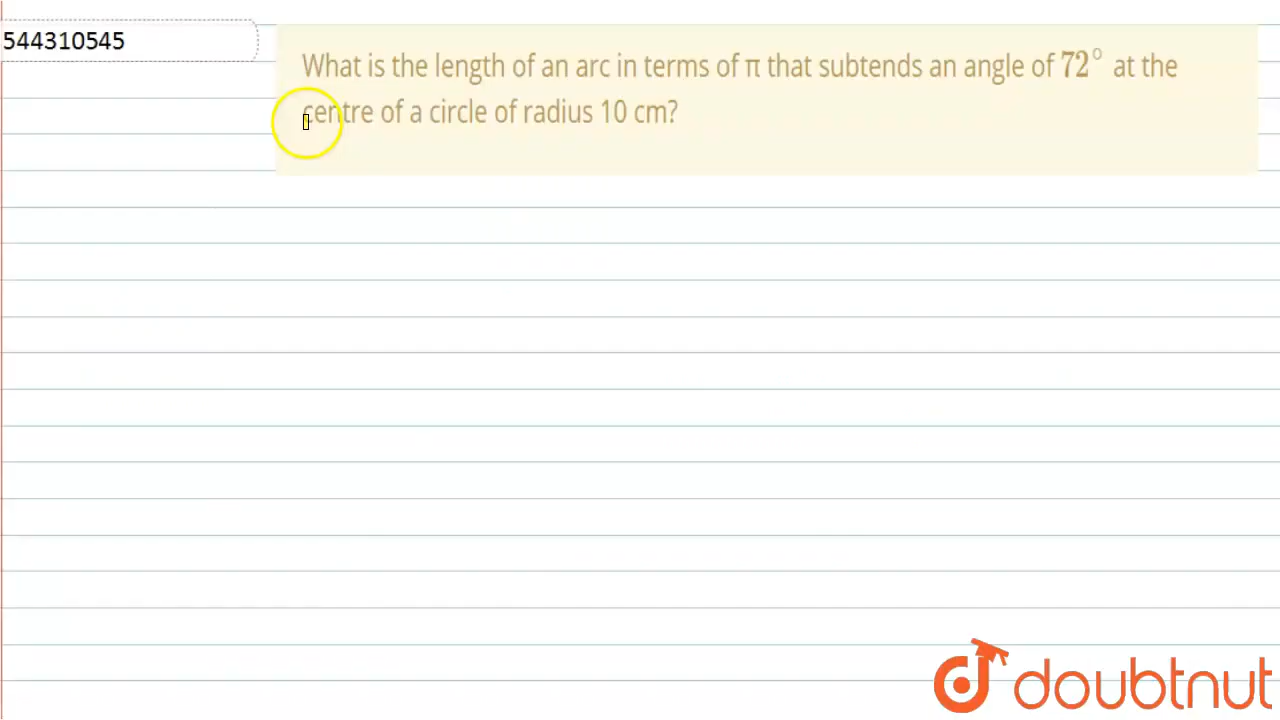 544310545
What is the length of an arc in terms of π that subtends an angle of 72° at the
centre of a circle of radius 10 cm?
doubtnut